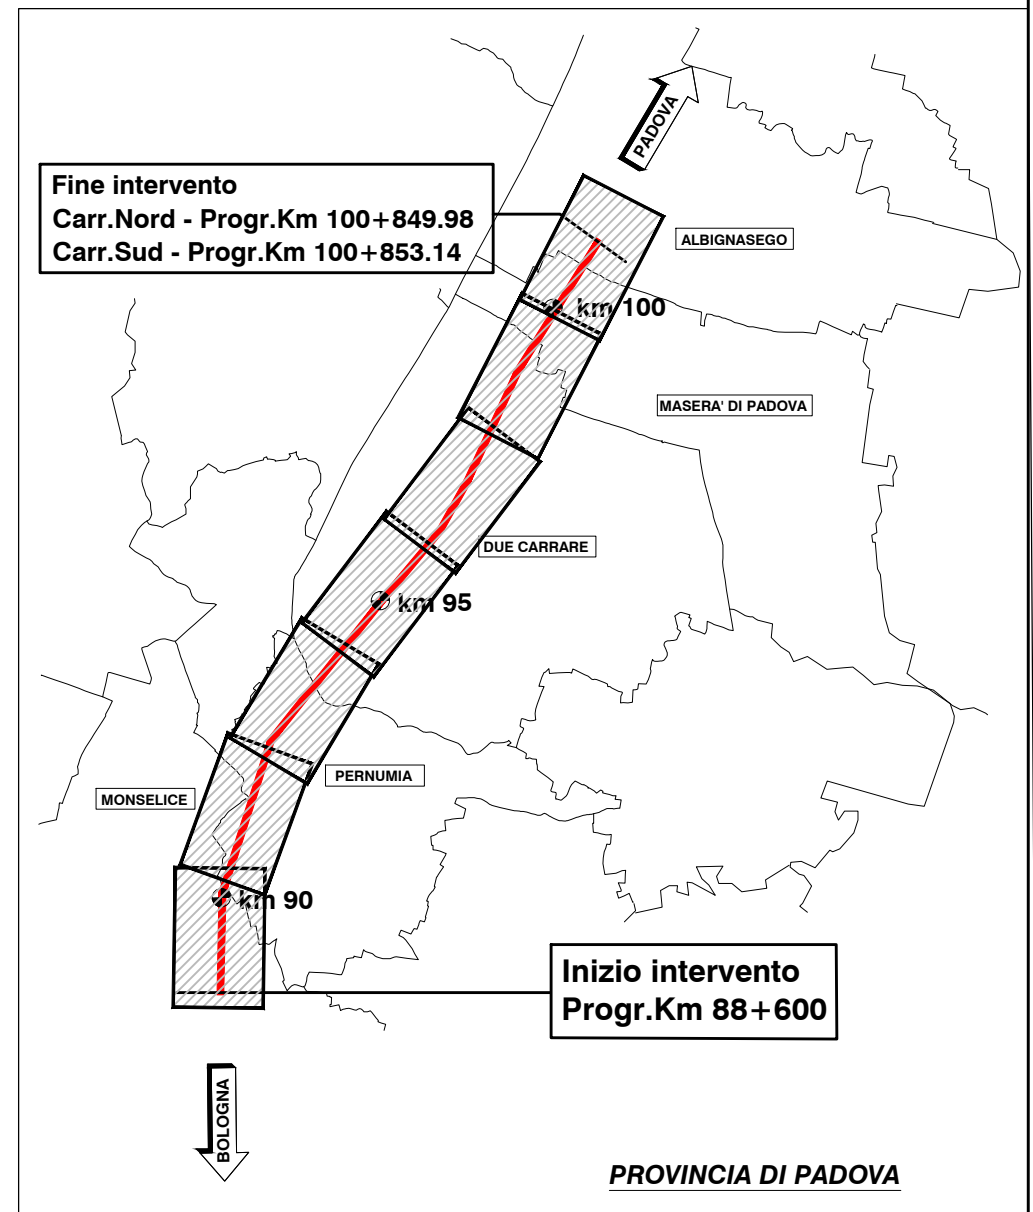 PADOVA
Fine intervento
Carr.Nord - Progr.Km 100+849.98
Carr.Sud - Progr.Km 100+853.14
ALBIGNASEGO
km 100
MASERA' DI PADOVA
DUE CARRARE
km 95
PERNUMIA
MONSELICE
km 90
Inizio intervento
Progr.Km 88+600
BOLOGNA
PROVINCIA DI PADOVA